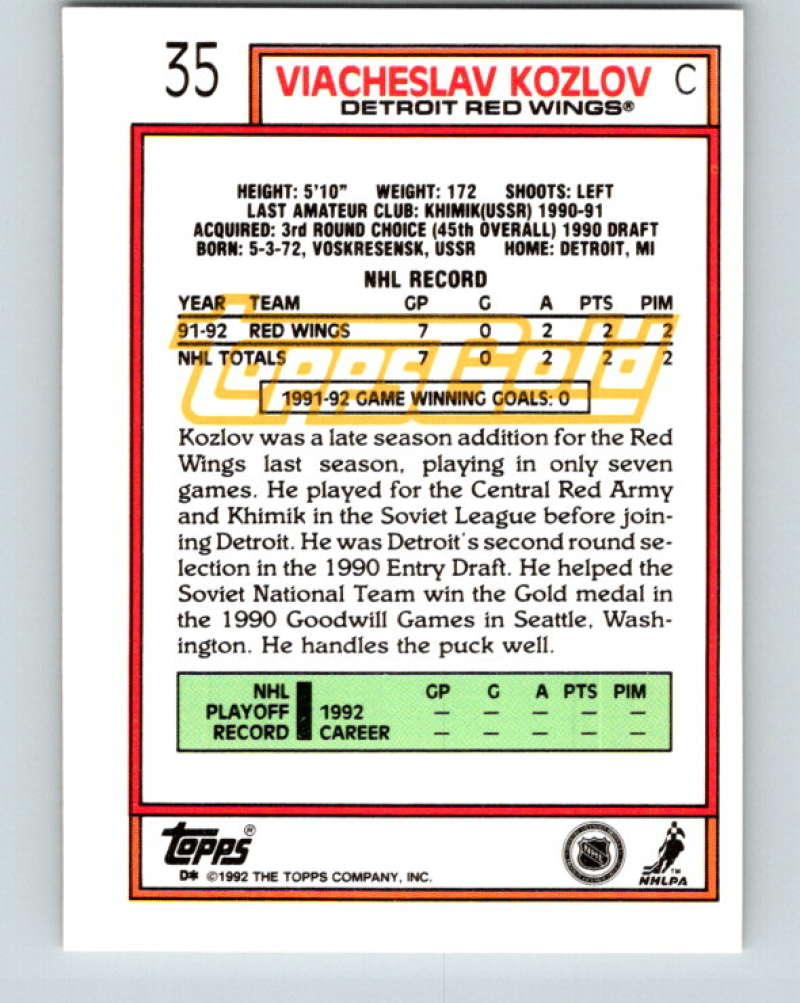 35 VIACHESLAV KOZLOV C
DETROIT RED WINGS®
HEIGHT: 5'10" WEIGHT: 172 SHOOTS: LEFT
LAST AMATEUR CLUB: KHIMIK(USSR) 1990-91
ACQUIRED: 3rd ROUND CHOICE (45th OVERALL) 1990 DRAFT
BORN: 5-3-72, VOSKRESENSK, USSR HOME: DETROIT, MI
NHL RECORD
YEAR TEAM GP G A PTS PIM
91-92 RED WINGS 7 0 2 2 2
NHL TOTALS 7 0 2 2 2
ToppsGold
1991-92 GAME WINNING GOALS: 0
Kozlov was a late season addition for the Red
Wings last season, playing in only seven
games. He played for the Central Red Army
and Khimik in the Soviet League before join-
ing Detroit. He was Detroit's second round se-
lection in the 1990 Entry Draft. He helped the
Soviet National Team win the Gold medal in
the 1990 Goodwill Games in Seattle, Wash-
ington. He handles the puck well.
NHL GP G A PTS PIM
PLAYOFF 1992 — — — — —
RECORD CAREER — — — — —
TOPPS®
D* ©1992 THE TOPPS COMPANY, INC.
NHL
TM
NHLPA